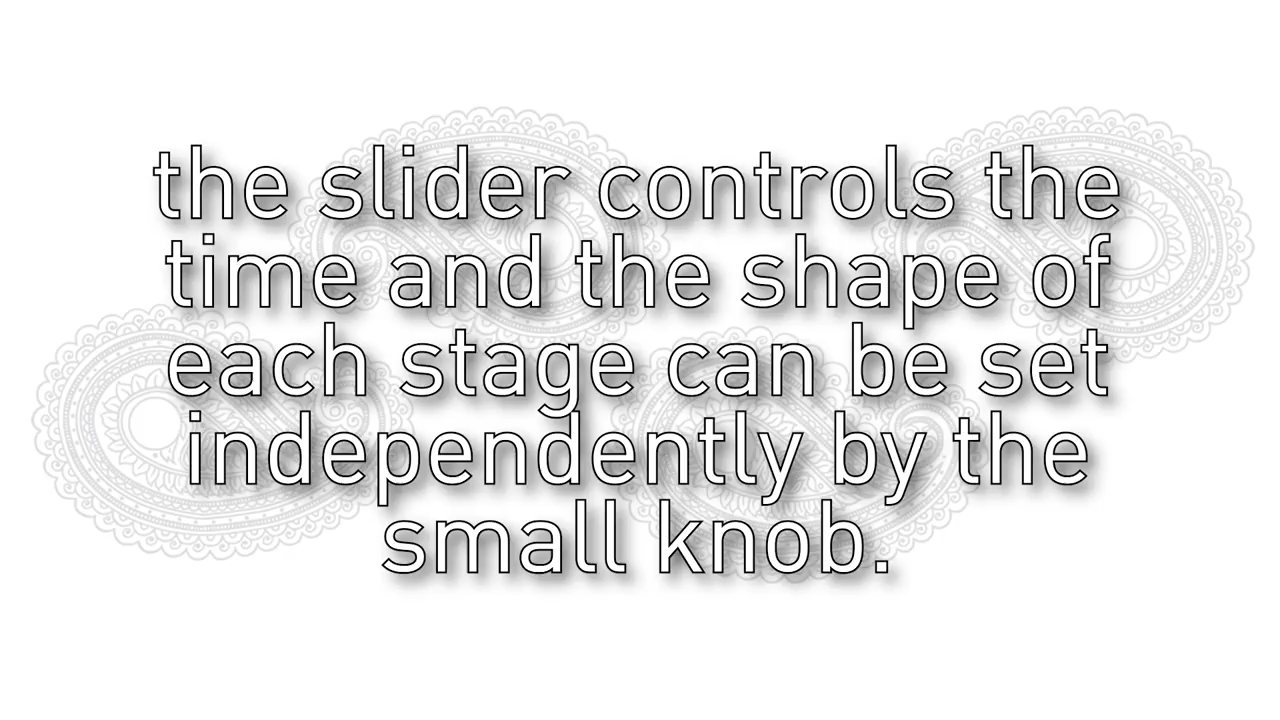 the slider controls the
time and the shape of
each stage can be set
independently by the
small knob.